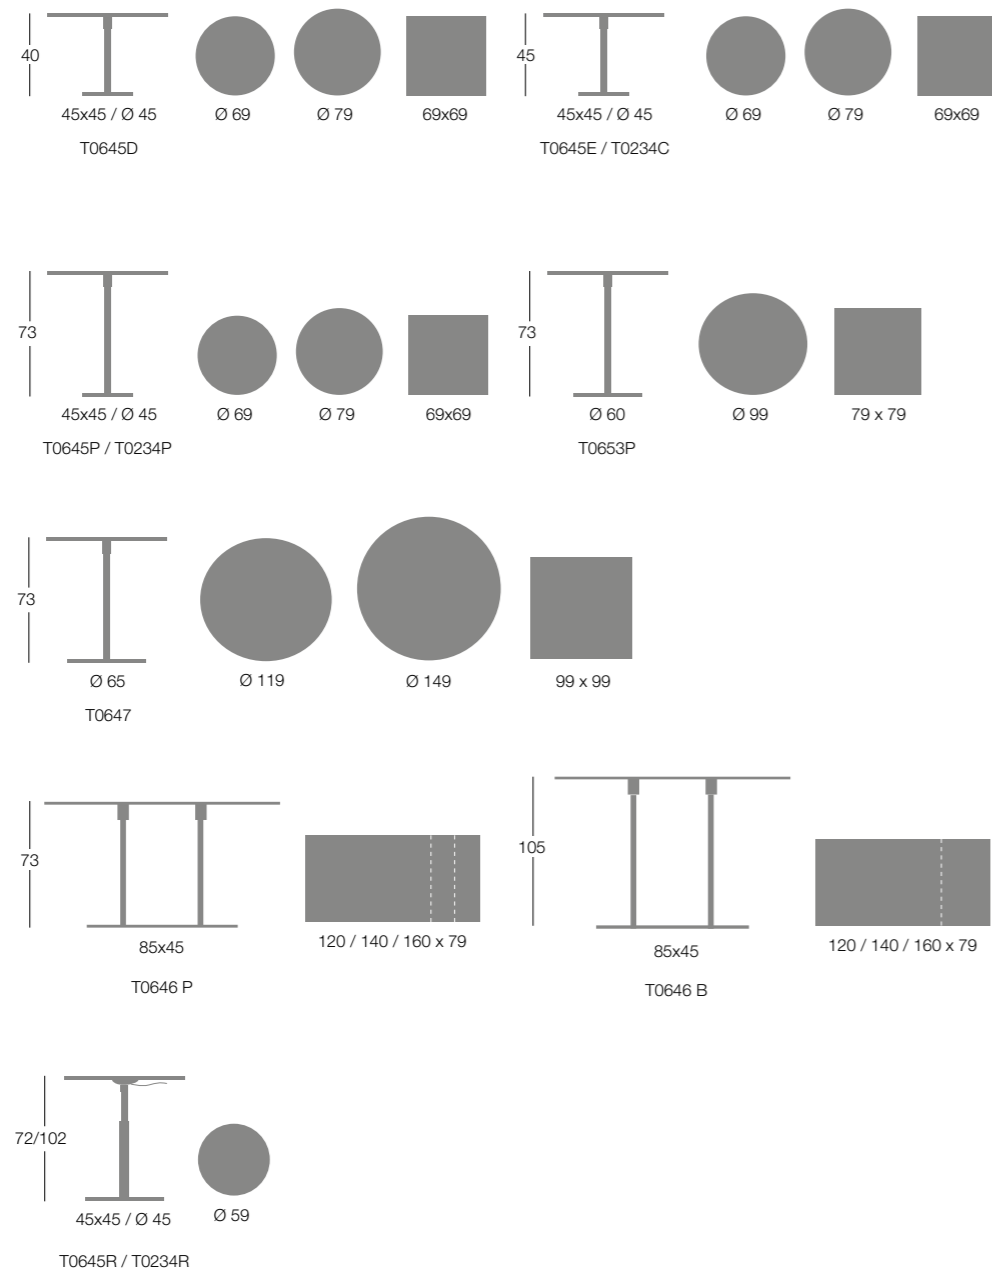 40
45x45 / Ø 45
Ø 69
Ø 79
69x69
T0645D
45
45x45 / Ø 45
Ø 69
Ø 79
69x69
T0645E / T0234C
73
45x45 / Ø 45
Ø 69
Ø 79
69x69
T0645P / T0234P
73
Ø 60
Ø 99
79 x 79
T0653P
73
Ø 65
Ø 119
Ø 149
99 x 99
T0647
73
85x45
120 / 140 / 160 x 79
T0646 P
105
85x45
120 / 140 / 160 x 79
T0646 B
72/102
45x45 / Ø 45
Ø 59
T0645R / T0234R